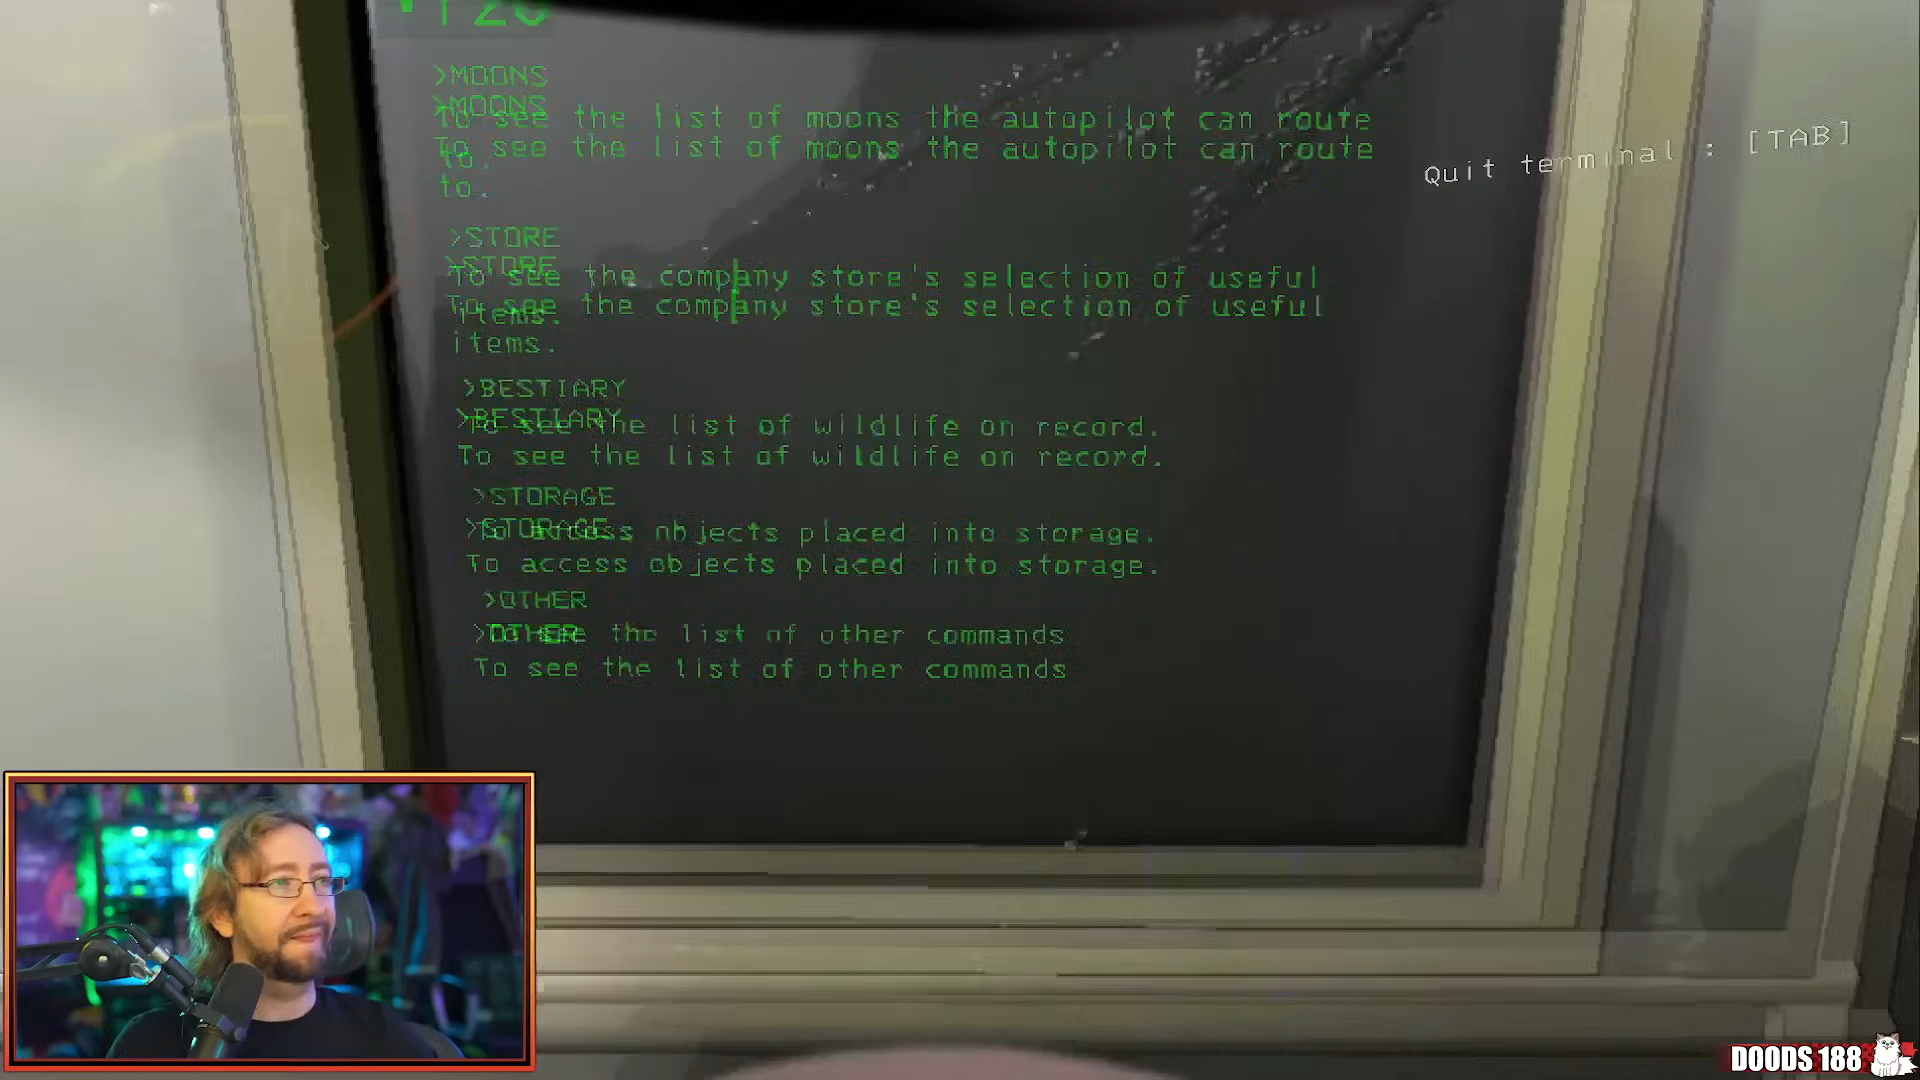 >MOONS
>MOONS
To see the list of moons the autopilot can route
To see the list of moons the autopilot can route
to.
to.
Quit terminal : [TAB]
>STORE
>STORE
To see the company store's selection of useful
To see the company store's selection of useful
items.
items.
>BESTIARY
>BESTIARY
To see the list of wildlife on record.
To see the list of wildlife on record.
>STORAGE
>STORAGE
To access objects placed into storage.
To access objects placed into storage.
>OTHER
>OTHER
To see the list of other commands
To see the list of other commands
DOODS 188